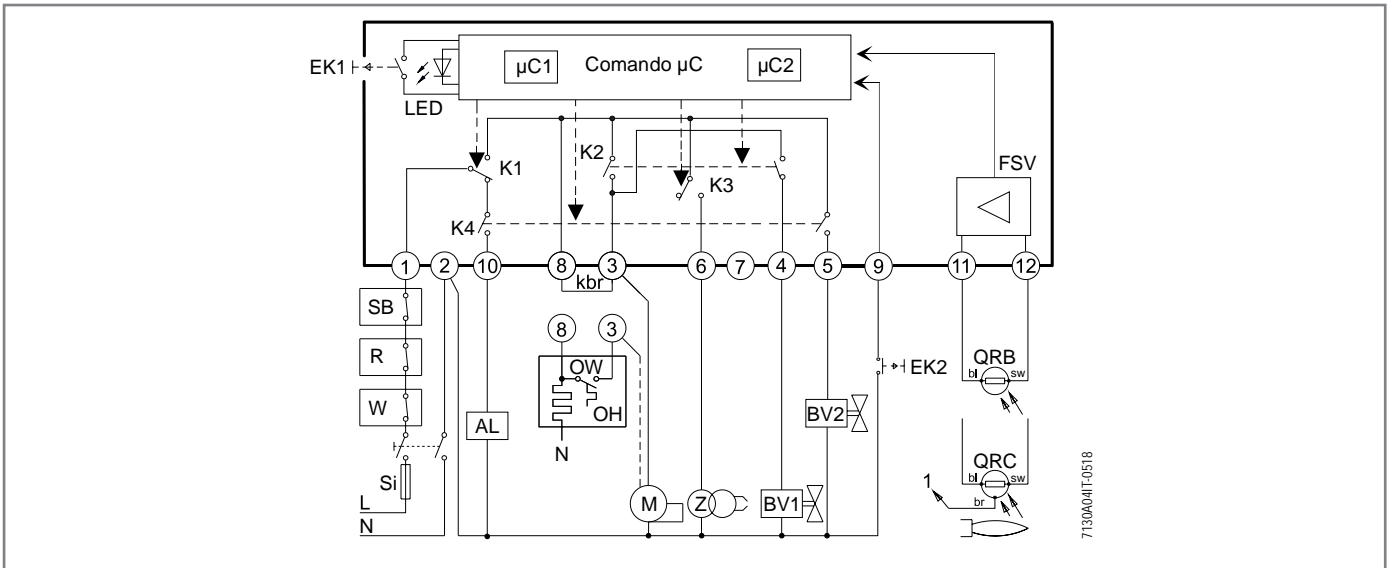 µC1 Comando µC µC2
EK1
LED
FSV
K1 K2 K3
K4
1 2 10 8 3 6 7 4 5 9 11 12
kbr
SB
8 3
QRB
bl sw
R
OW
EK2
W
OH
BV2
AL
N
QRC
bl sw
1
br
Si
M Z BV1
L
N
7130A04IT-0518